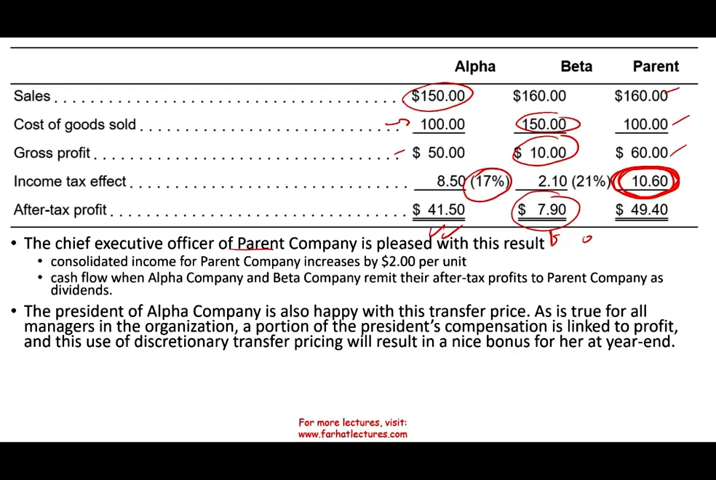 Alpha Beta Parent
Sales $150.00 $160.00 $160.00
Cost of goods sold 100.00 150.00 100.00
Gross profit $ 50.00 $ 10.00 $ 60.00
Income tax effect 8.50 (17%) 2.10 (21%) 10.60
After-tax profit $ 41.50 $ 7.90 $ 49.40
• The chief executive officer of Parent Company is pleased with this result
• consolidated income for Parent Company increases by $2.00 per unit
• cash flow when Alpha Company and Beta Company remit their after-tax profits to Parent Company as
dividends.
• The president of Alpha Company is also happy with this transfer price. As is true for all
managers in the organization, a portion of the president's compensation is linked to profit,
and this use of discretionary transfer pricing will result in a nice bonus for her at year-end.
For more lectures, visit:
www.farhatlectures.com